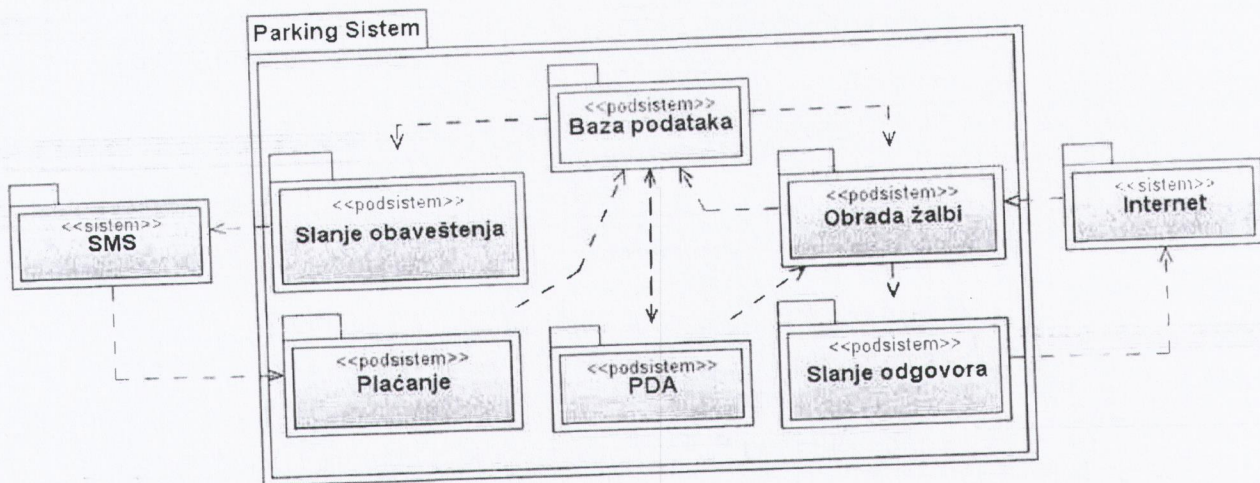 Parking Sistem
<<podsistem>>
Baza podataka
<<podsistem>>
Slanje obaveštenja
<<podsistem>>
Obrada žalbi
<<sistem>>
Internet
<<sistem>>
SMS
<<podsistem>>
Plaćanje
<<podsistem>>
PDA
<<podsistem>>
Slanje odgovora